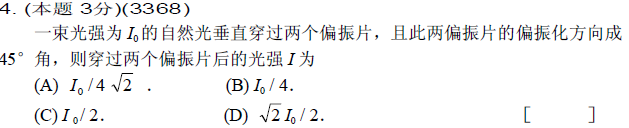 4. (本题 3分)(3368)
一束光强为 I₀ 的自然光垂直穿过两个偏振片，且此两偏振片的偏振化方向成
45° 角，则穿过两个偏振片后的光强 I 为
(A) I₀ / 4 √2 . (B) I₀ / 4.
(C) I₀ / 2. (D) √2 I₀ / 2. [ ]